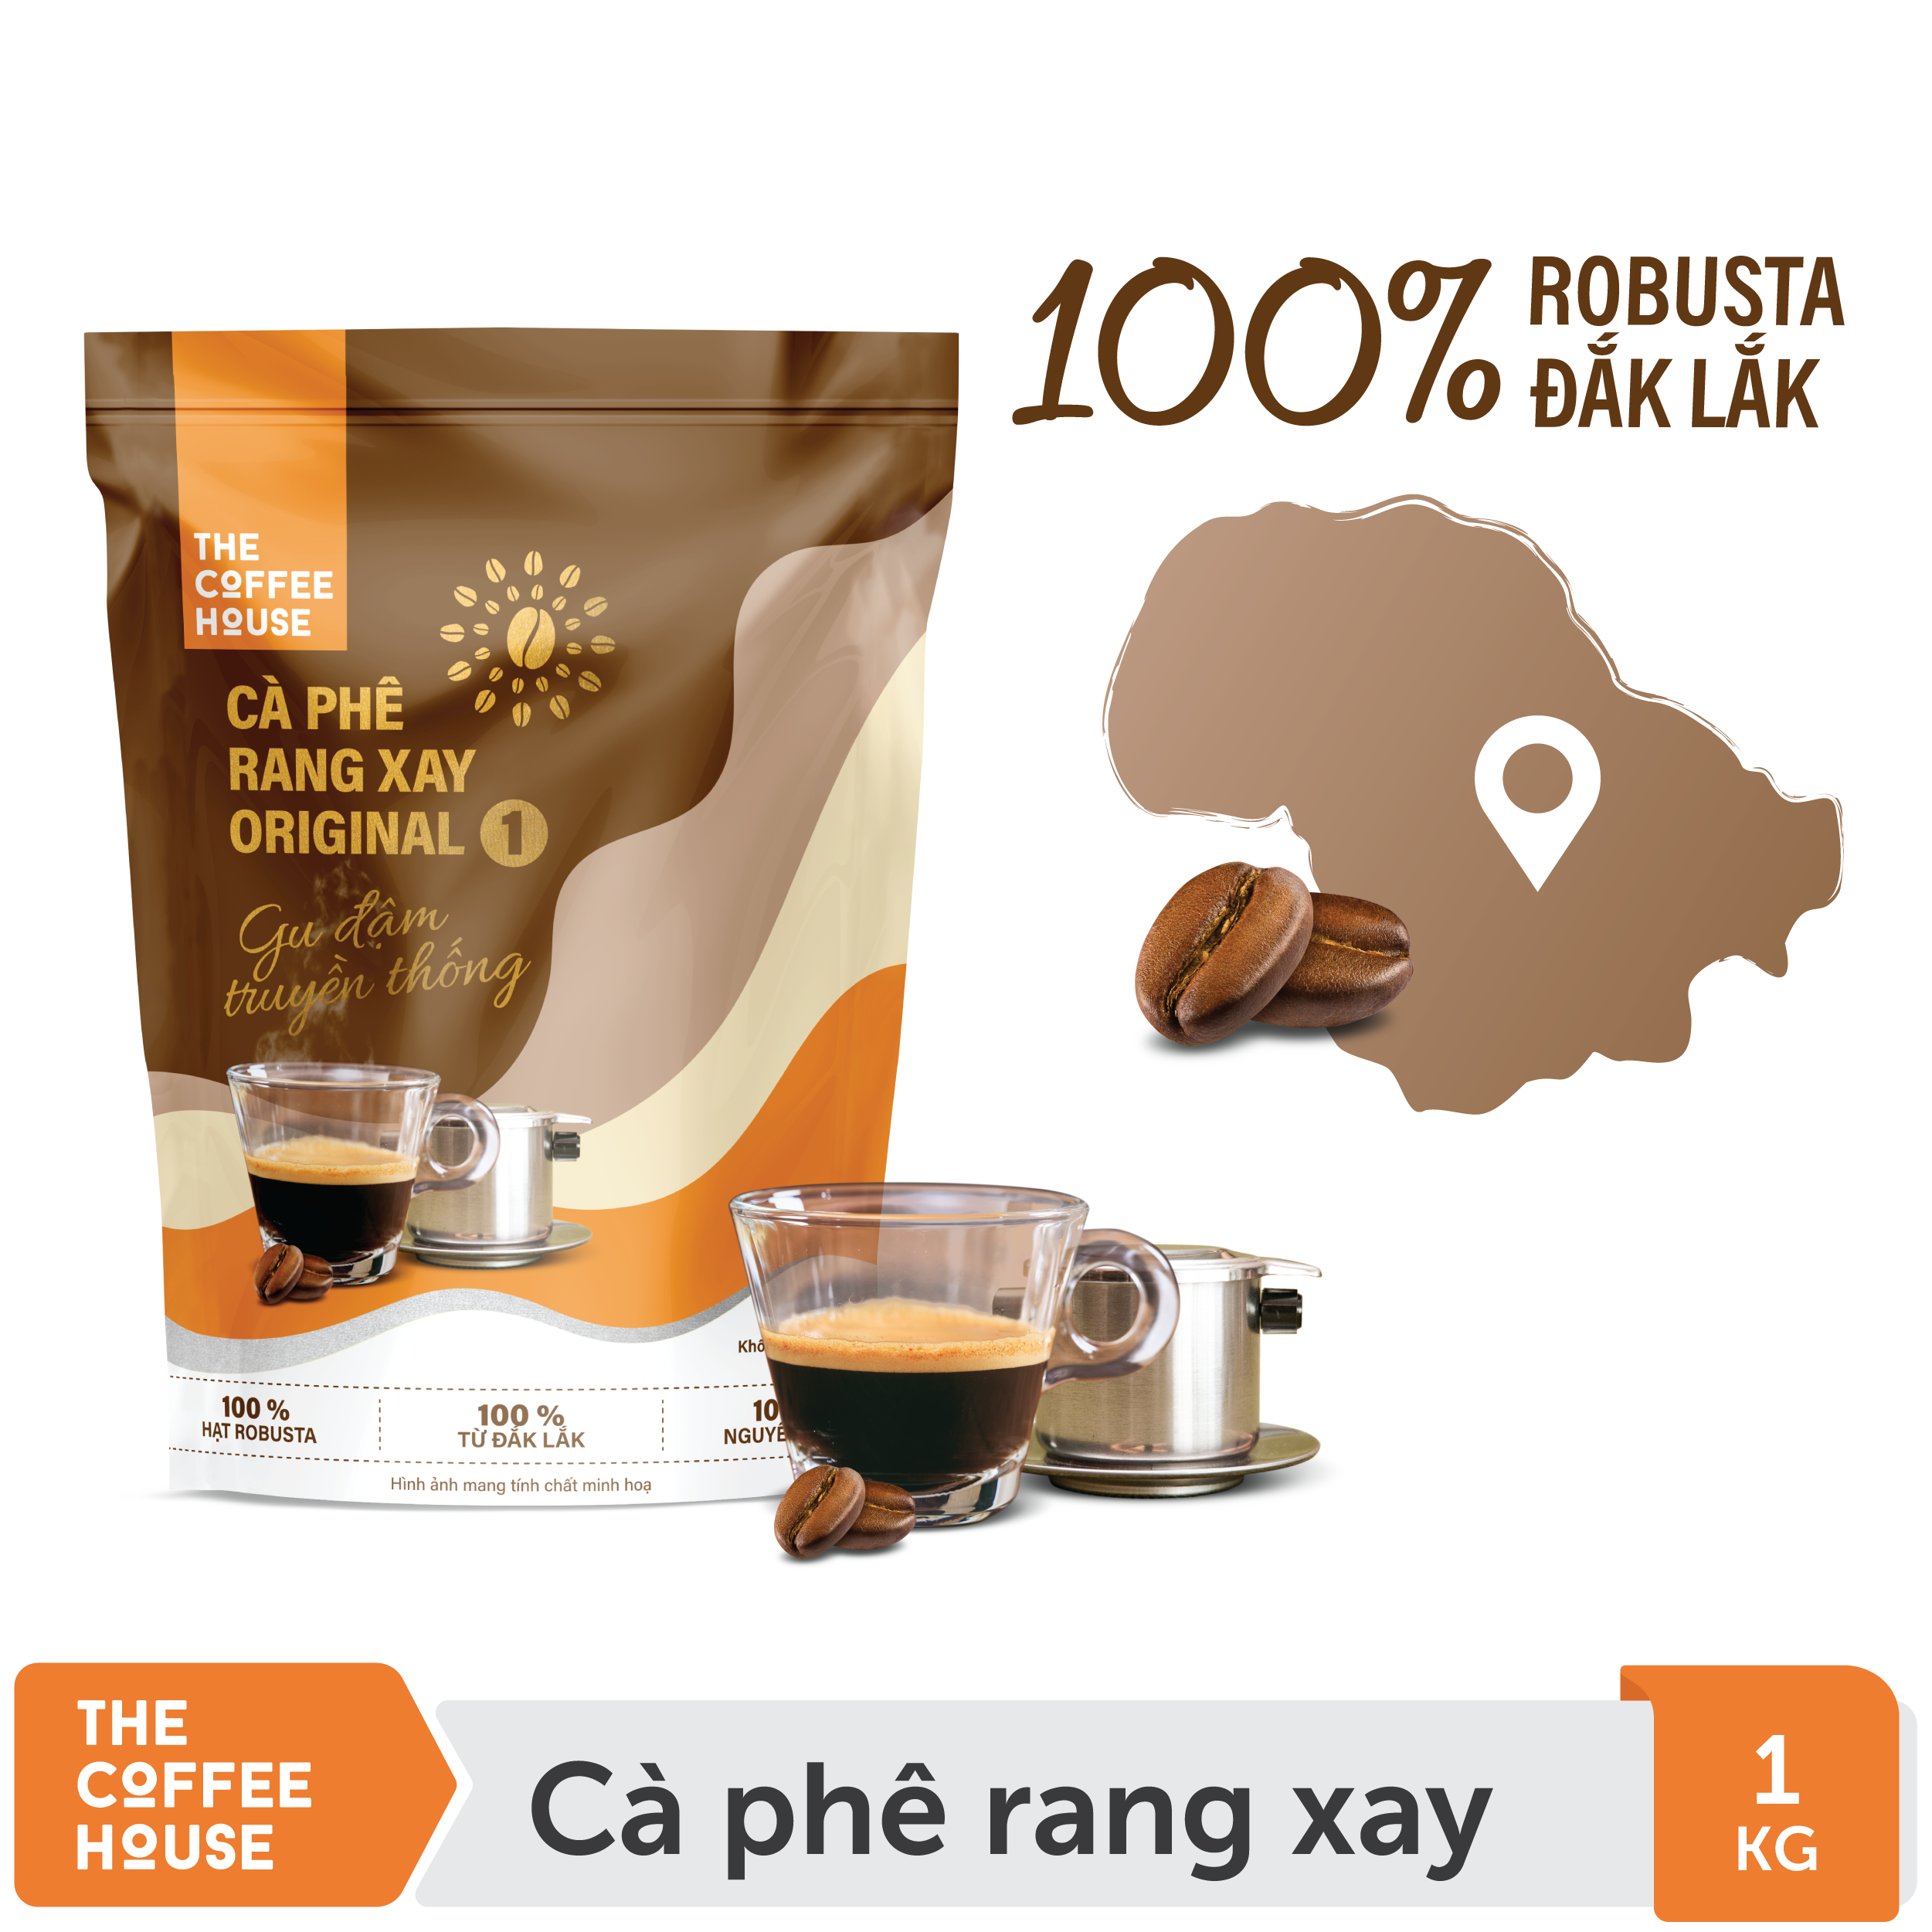 100% ROBUSTA
ĐẮK LẮK
THE
COFFEE
HOUSE
CÀ PHÊ
RANG XAY
ORIGINAL 1
Gu đậm
truyền thống
100 %
HẠT ROBUSTA
100 %
TỪ ĐẮK LẮK
Hình ảnh mang tính chất minh hoạ
THE
COFFEE
HOUSE
Cà phê rang xay
1
KG